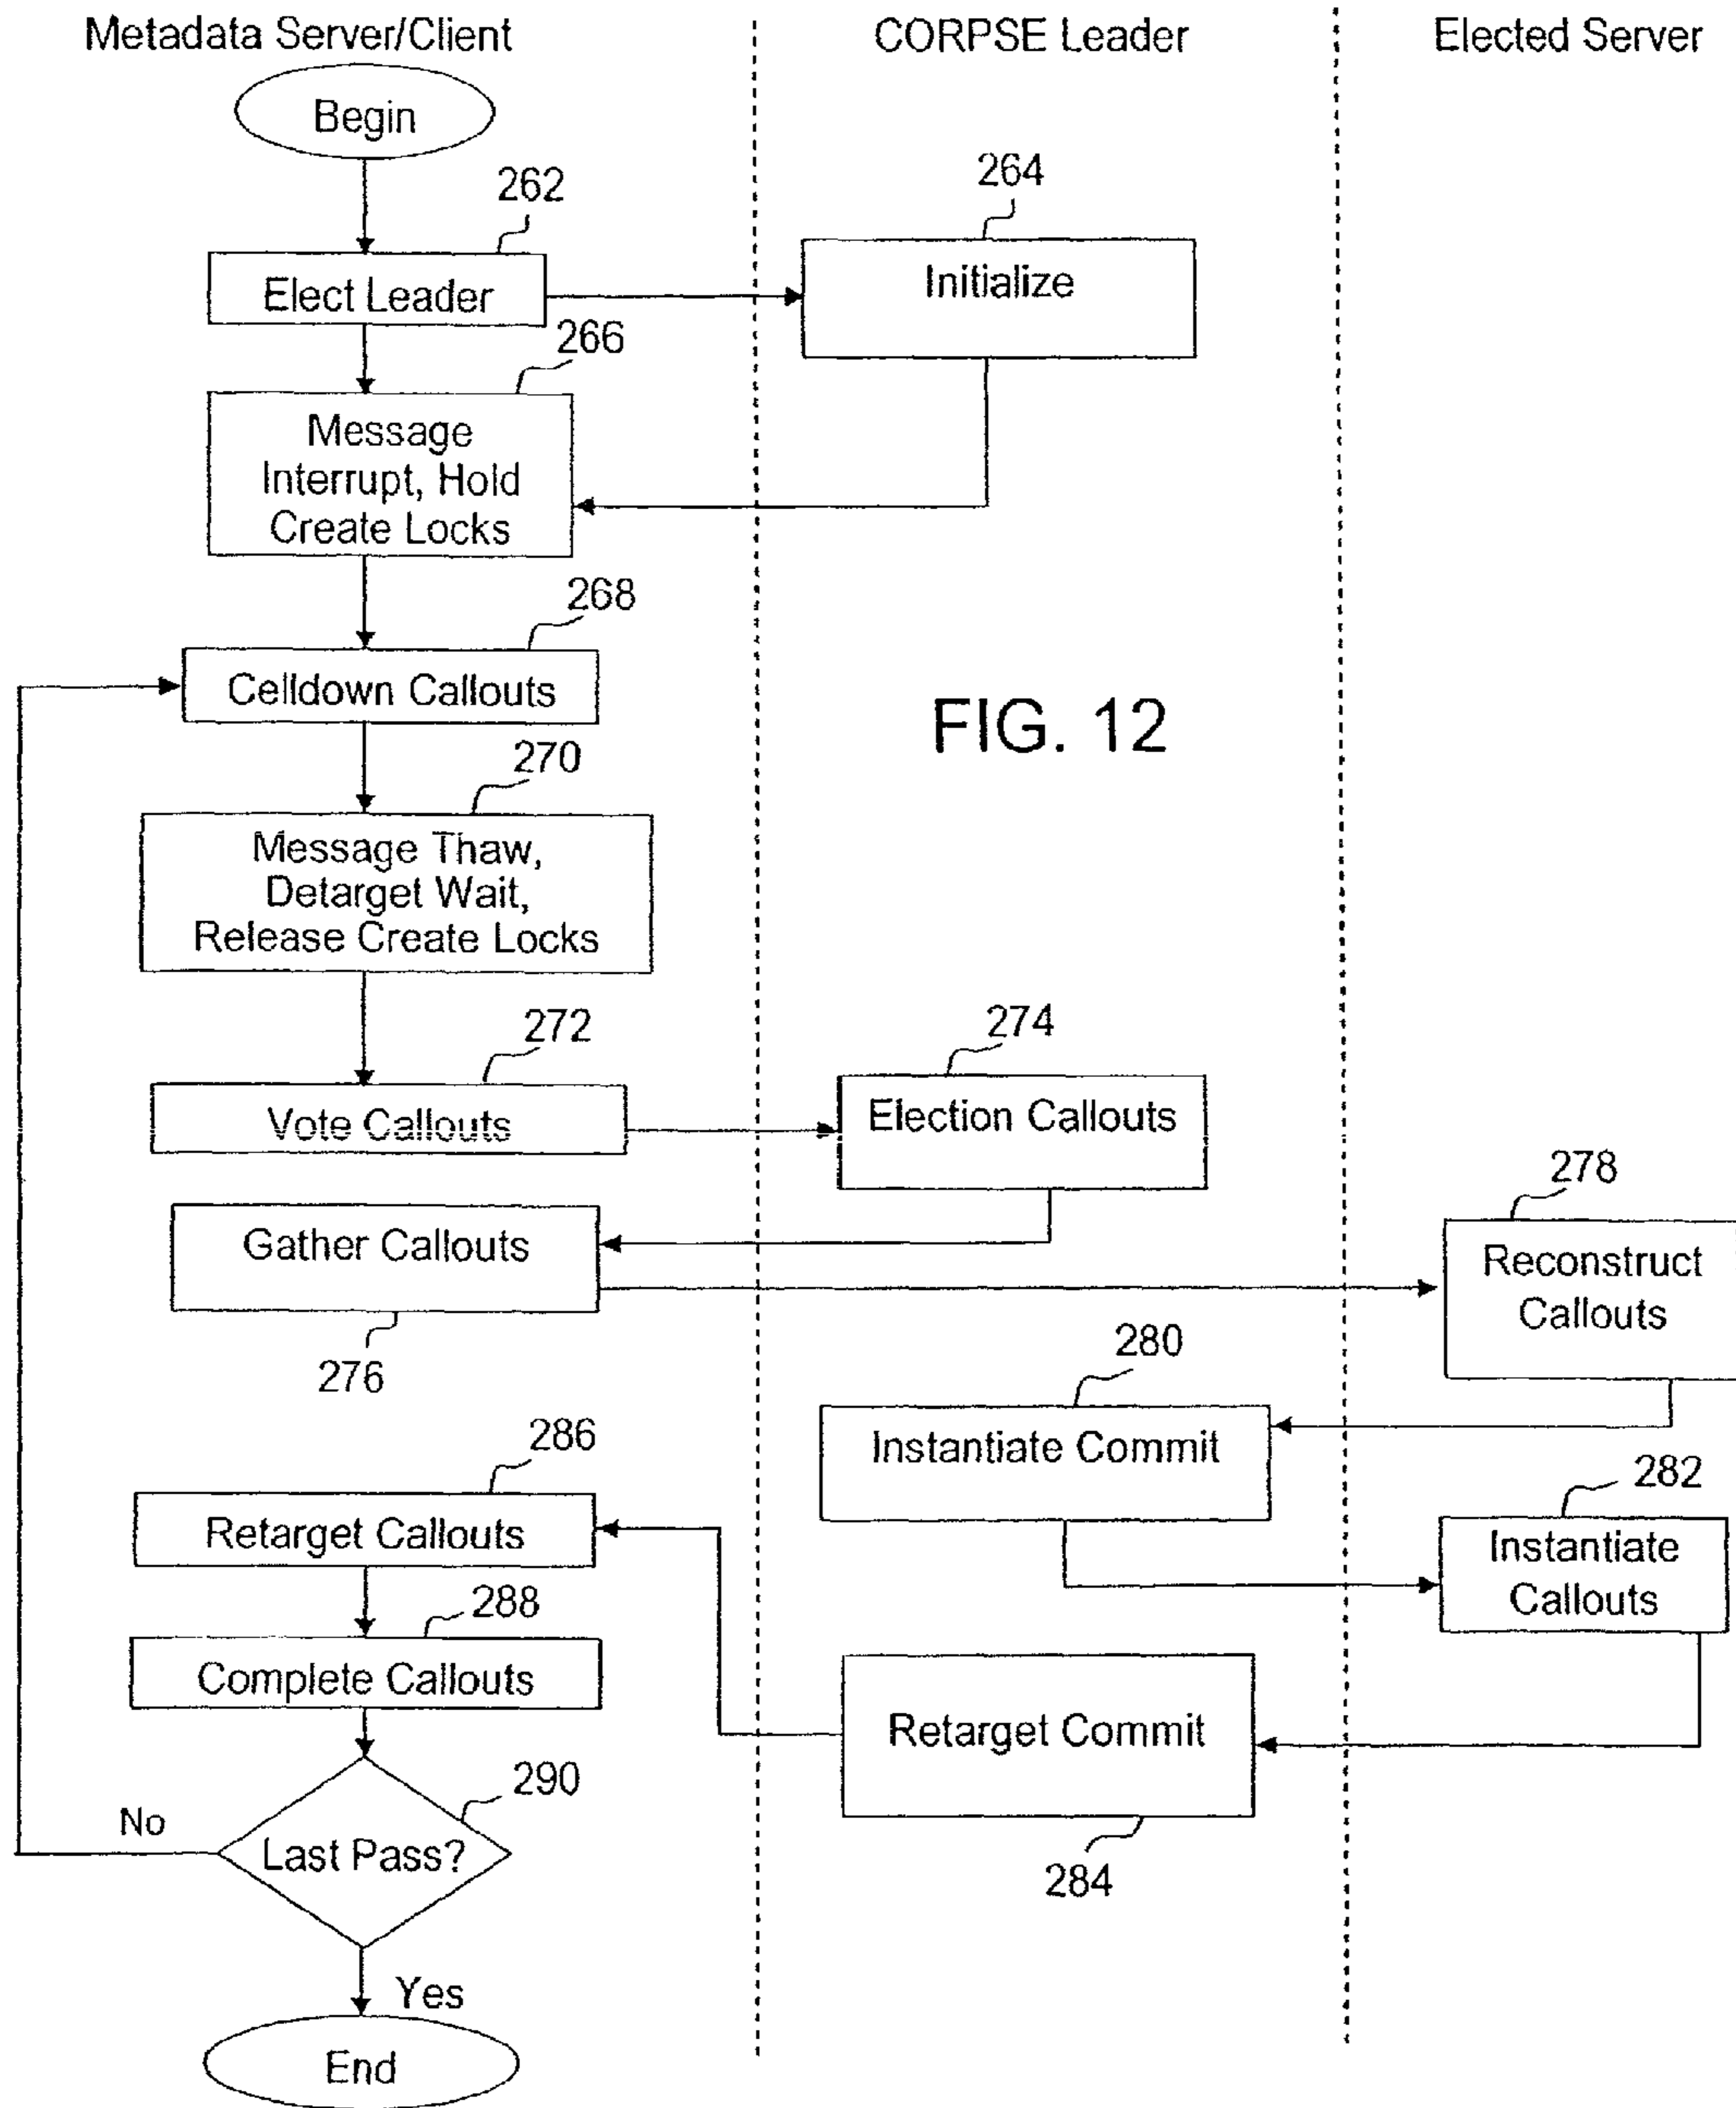 Metadata Server/Client
CORPSE Leader
Elected Server
Begin
262
264
Elect Leader
Initialize
266
Message
Interrupt, Hold
Create Locks
268
Celldown Callouts
FIG. 12
270
Message Thaw,
Detarget Wait,
Release Create Locks
272
274
Vote Callouts
Election Callouts
278
Gather Callouts
Reconstruct
Callouts
276
280
Instantiate Commit
286
282
Retarget Callouts
Instantiate
Callouts
288
Complete Callouts
Retarget Commit
290
No
Last Pass?
284
Yes
End